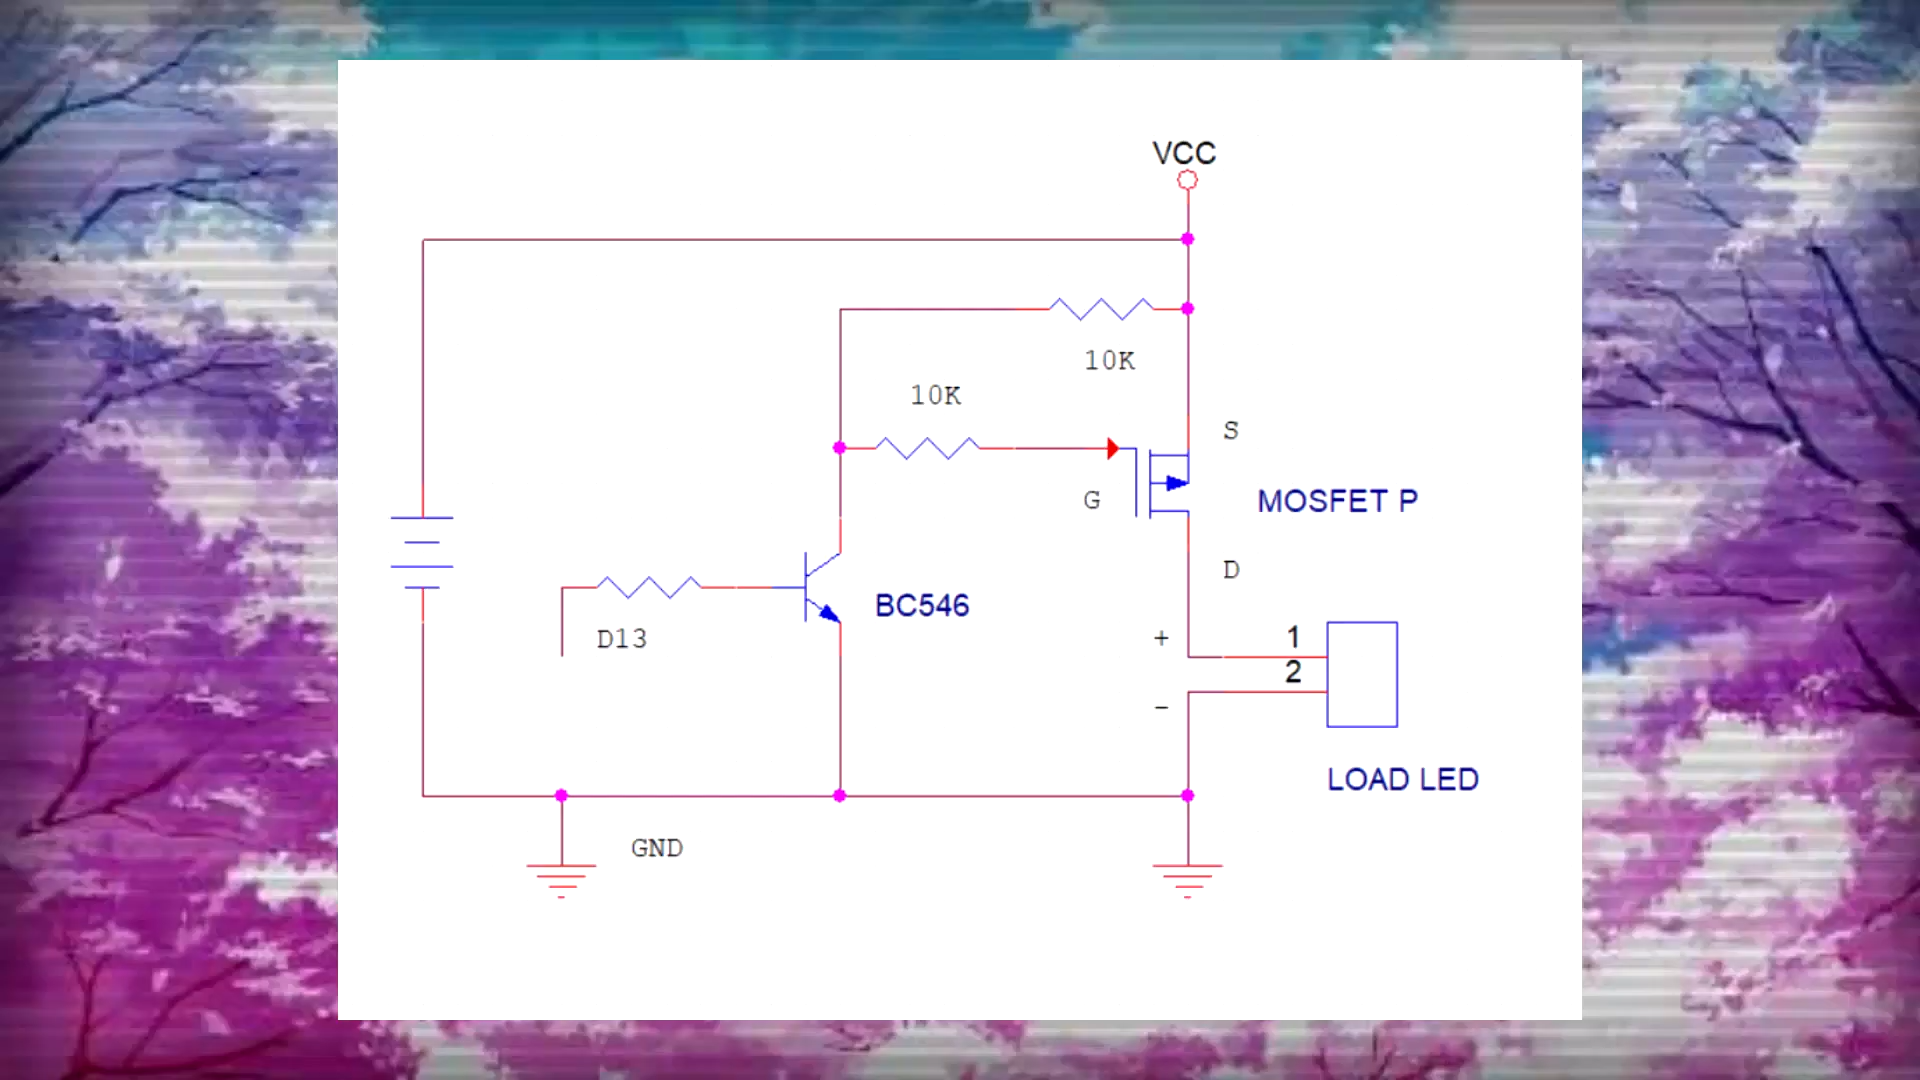 VCC
10K
10K
S
G
MOSFET P
D
BC546
D13
+
1
2
-
LOAD LED
GND